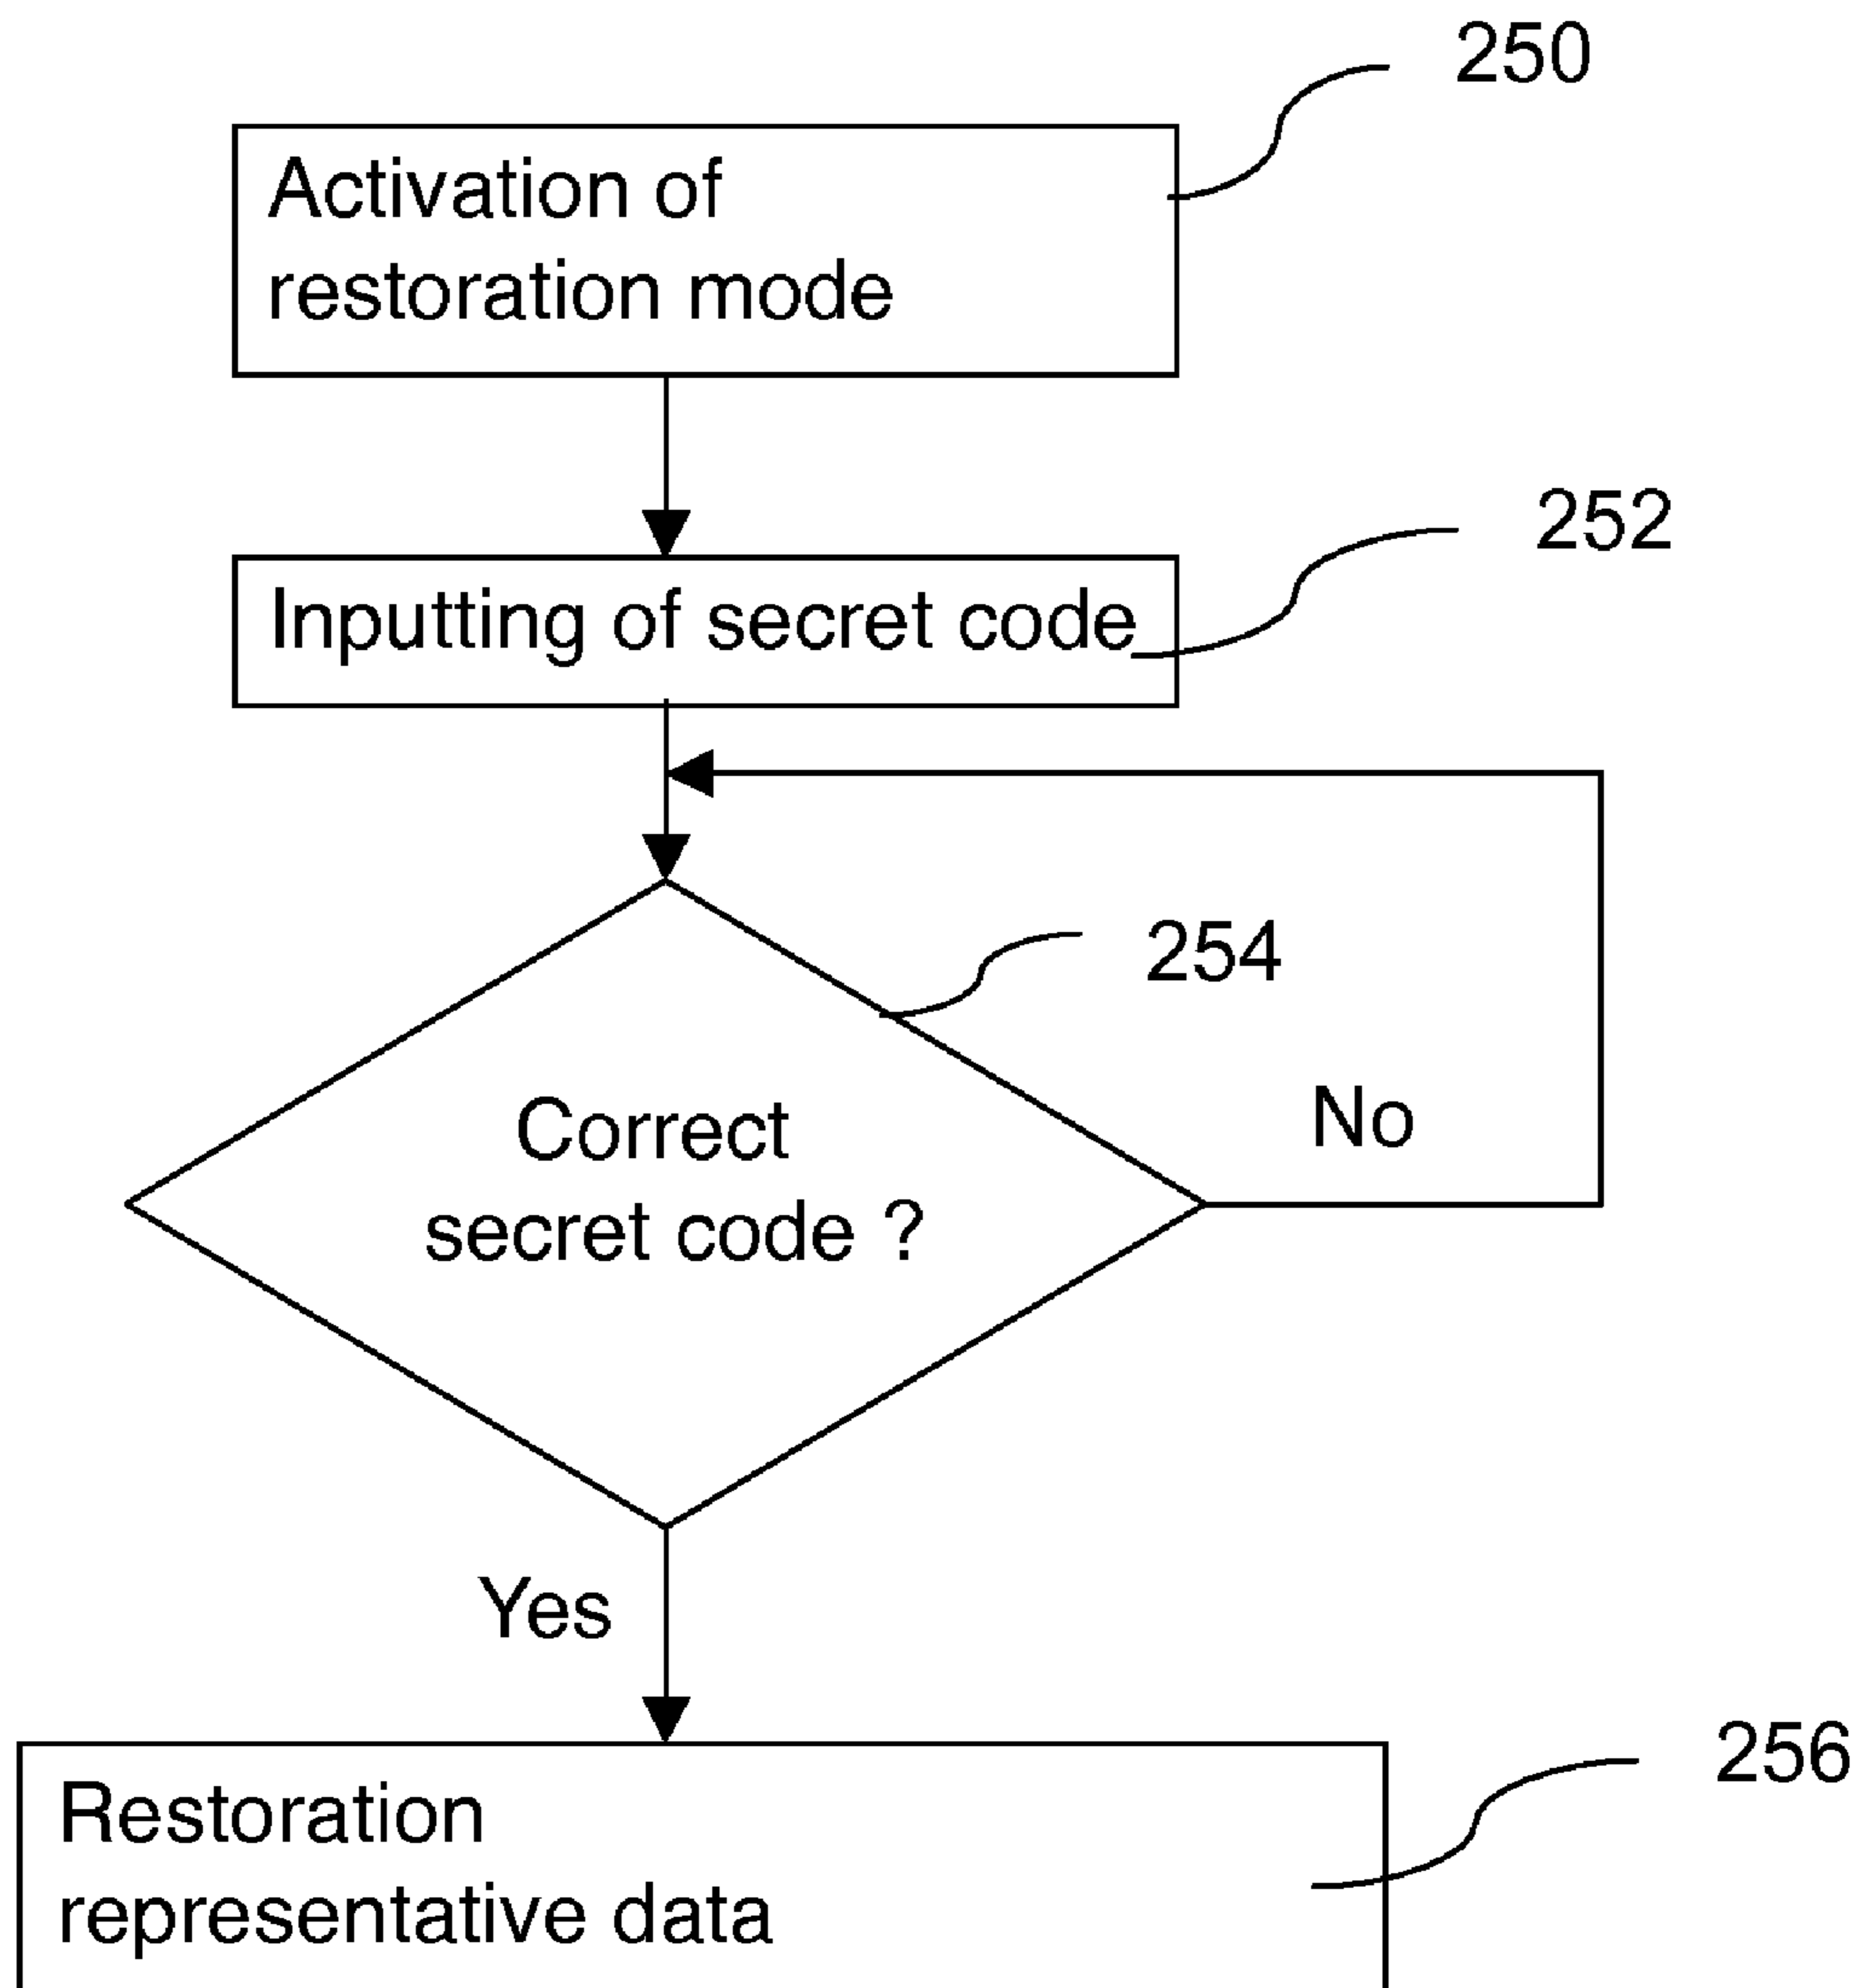 250
Activation of
restoration mode
252
Inputting of secret code
254
No
Correct
secret code ?
Yes
256
Restoration
representative data